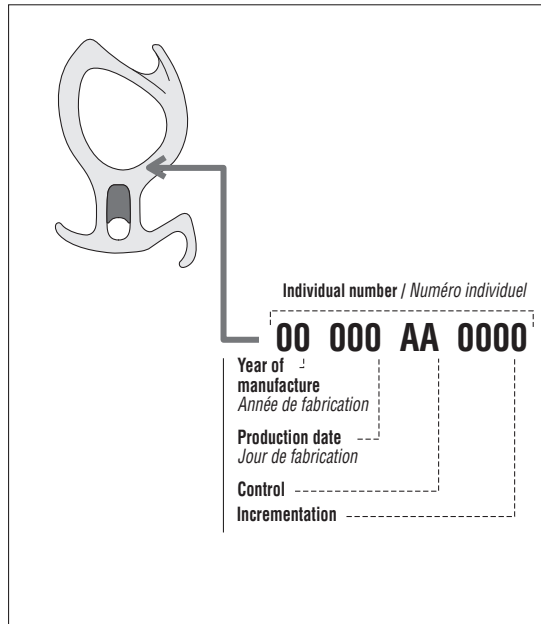 Individual number / Numéro individuel
00 000 AA 0000
Year of
manufacture
Année de fabrication
Production date
Jour de fabrication
Control
Incrementation